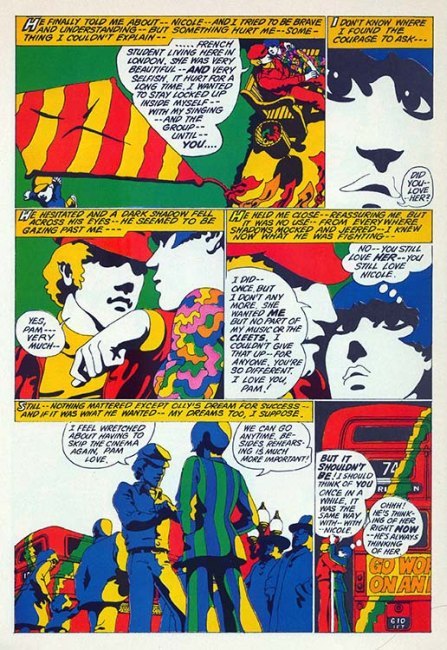 HE FINALLY TOLD ME ABOUT-- NICOLE--AND I TRIED TO BE BRAVE
AND UNDERSTANDING-- BUT SOMETHING HURT ME--SOME-
THING I COULDN'T EXPLAIN--
..... FRENCH
STUDENT LIVING HERE IN
LONDON. SHE WAS VERY
BEAUTIFUL--AND VERY
SELFISH.
IT HURT FOR A
LONG TIME, I WANTED
TO STAY LOCKED UP
INSIDE MYSELF--
WITH MY SINGING
--AND THE
GROUP--
UNTIL--
YOU....
I DON'T KNOW WHERE
I FOUND THE
COURAGE TO ASK---
DID
YOU--
LOVE
HER?
HE HESITATED AND A DARK SHADOW FELL
ACROSS HIS EYES-- HE SEEMED TO BE
GAZING PAST ME ---
YES,
PAM---
VERY
MUCH--
HE HELD ME CLOSE--REASSURING ME, BUT
IT WAS NO USE-- FROM EVERYWHERE
SHADOWS MOCKED AND JEERED--I KNEW
NOW WHAT HE WAS FIGHTING--
NO--YOU STILL
LOVE HER--YOU
STILL LOVE
NICOLE.
I DID--
ONCE, BUT
I DON'T ANY
MORE, SHE
WANTED ME
BUT NO PART
OF MY MUSIC OR THE
CLEETS, I
COULDN'T
GIVE THAT
UP--FOR
ANYONE. YOU'RE
SO DIFFERENT.
I LOVE YOU,
PAM!
STILL--NOTHING MATTERED EXCEPT OLLY'S DREAM FOR SUCCESS--
AND IF IT WAS WHAT HE WANTED-- MY DREAMS TOO, I SUPPOSE.
I FEEL WRETCHED
ABOUT HAVING TO
SKIP THE CINEMA
AGAIN, PAM
LOVE.
WE CAN GO
ANYTIME, BE-
SIDES REHEARS-
ING IS MUCH
MORE IMPORTANT!
BUT IT
SHOULDN'T
BE! I SHOULD
THINK OF YOU
ONCE IN A
WHILE, IT
WAS THE
SAME WAY
WITH--WITH
--NICOLE.
OHHH!
HE'S THINK-
ING OF HER
RIGHT NOW
--HE'S ALWAYS
THINKING
OF HER.
74
GO WO
ON AN